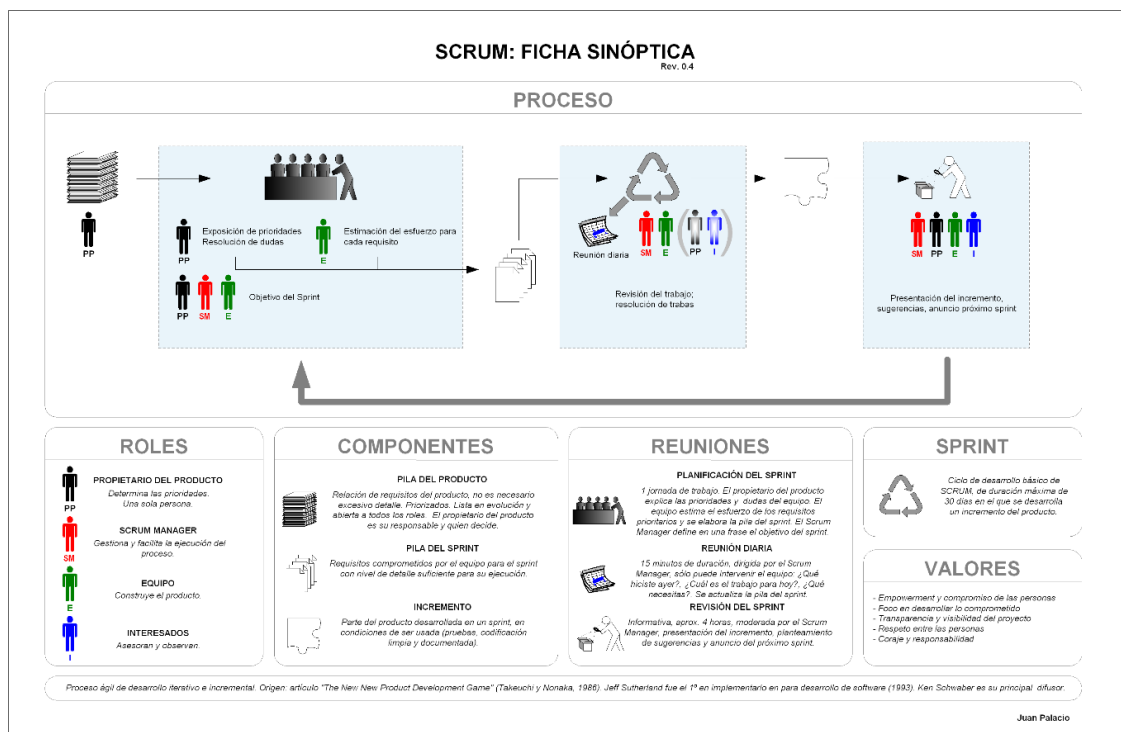 SCRUM: FICHA SINÓPTICA
Rev. 0.4
PROCESO
PP
PP
Exposición de prioridades
Resolución de dudas
E
Estimación del esfuerzo para
cada requisito
PP
SM
E
Objetivo del Sprint
Reunión diaria
SM
E
PP
I
Revisión del trabajo;
resolución de trabas
SM
PP
E
I
Presentación del incremento,
sugerencias, anuncio próximo sprint
ROLES
PROPIETARIO DEL PRODUCTO
Determina las prioridades.
Una sola persona.
PP
SCRUM MANAGER
Gestiona y facilita la ejecución del
proceso.
SM
EQUIPO
Construye el producto.
E
INTERESADOS
Asesoran y observan.
I
COMPONENTES
PILA DEL PRODUCTO
Relación de requisitos del producto, no es necesario
excesivo detalle. Priorizados. Lista en evolución y
abierta a todos los roles. El propietario del producto
es su responsable y quien decide.
PILA DEL SPRINT
Requisitos comprometidos por el equipo para el sprint
con nivel de detalle suficiente para su ejecución.
INCREMENTO
Parte del producto desarrollada en un sprint, en
condiciones de ser usada (pruebas, codificación
limpia y documentada).
REUNIONES
PLANIFICACIÓN DEL SPRINT
1 jornada de trabajo. El propietario del producto
explica las prioridades y dudas del equipo. El
equipo estima el esfuerzo de los requisitos
prioritarios y se elabora la pila del sprint. El Scrum
Manager define en una frase el objetivo del sprint.
REUNIÓN DIARIA
15 minutos de duración, dirigida por el Scrum
Manager, sólo puede intervenir el equipo: ¿Qué
hiciste ayer?, ¿Cuál es el trabajo para hoy?, ¿Qué
necesitas?. Se actualiza la pila del sprint.
REVISIÓN DEL SPRINT
Informativa, aprox. 4 horas, moderada por el Scrum
Manager, presentación del incremento, planteamiento
de sugerencias y anuncio del próximo sprint.
SPRINT
Ciclo de desarrollo básico de
SCRUM, de duración máxima de
30 días en el que se desarrolla
un incremento del producto.
VALORES
- Empowerment y compromiso de las personas
- Foco en desarrollar lo comprometido
- Transparencia y visibilidad del proyecto
- Respeto entre las personas
- Coraje y responsabilidad
Proceso ágil de desarrollo iterativo e incremental. Origen: artículo "The New New Product Development Game" (Takeuchi y Nonaka, 1986). Jeff Sutherland fue el 1º en implementarlo en para desarrollo de software (1993). Ken Schwaber es su principal difusor.
Juan Palacio